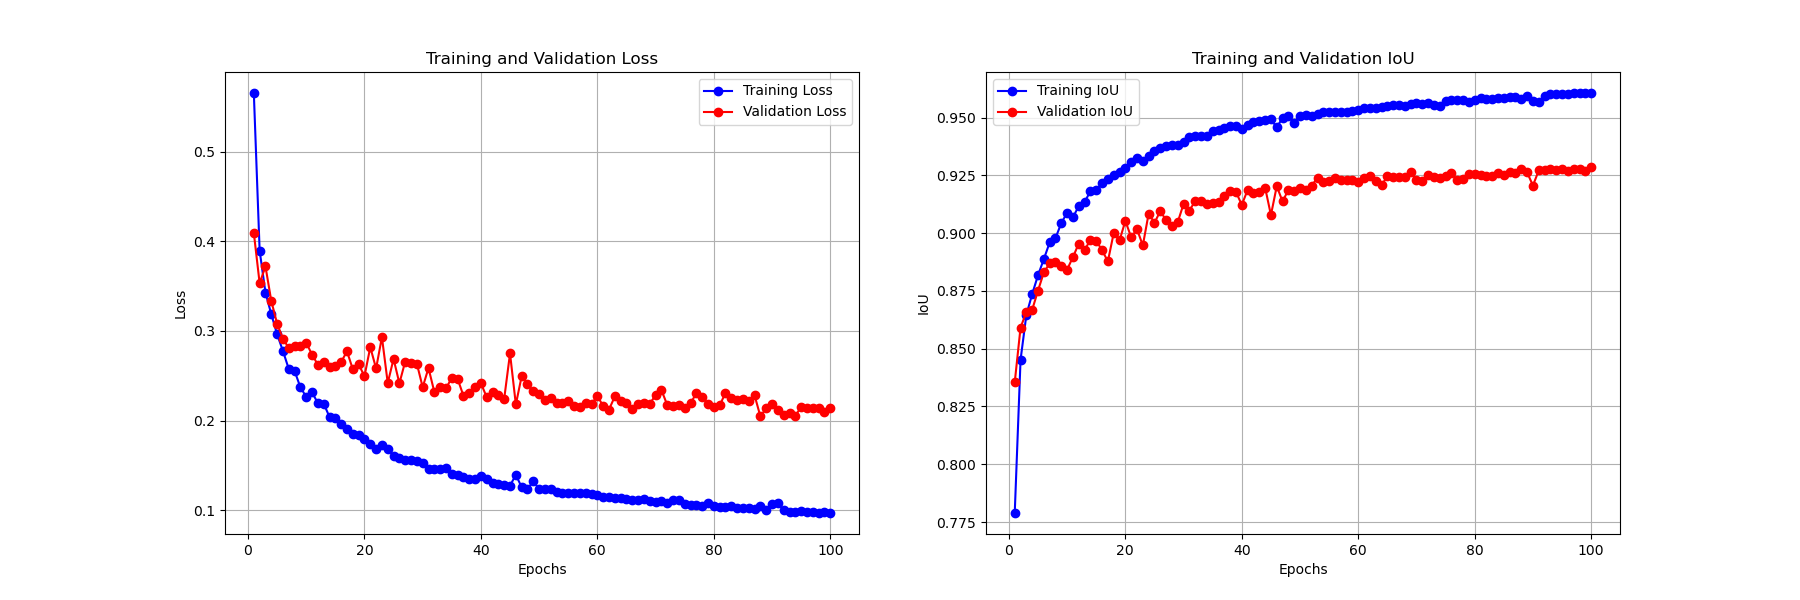 Training and Validation Loss
Training Loss
Validation Loss
0.5
0.4
0.3
0.2
0.1
Loss
0
20
40
60
80
100
Epochs
Training and Validation IoU
Training IoU
Validation IoU
0.950
0.925
0.900
0.875
0.850
0.825
0.800
0.775
IoU
0
20
40
60
80
100
Epochs